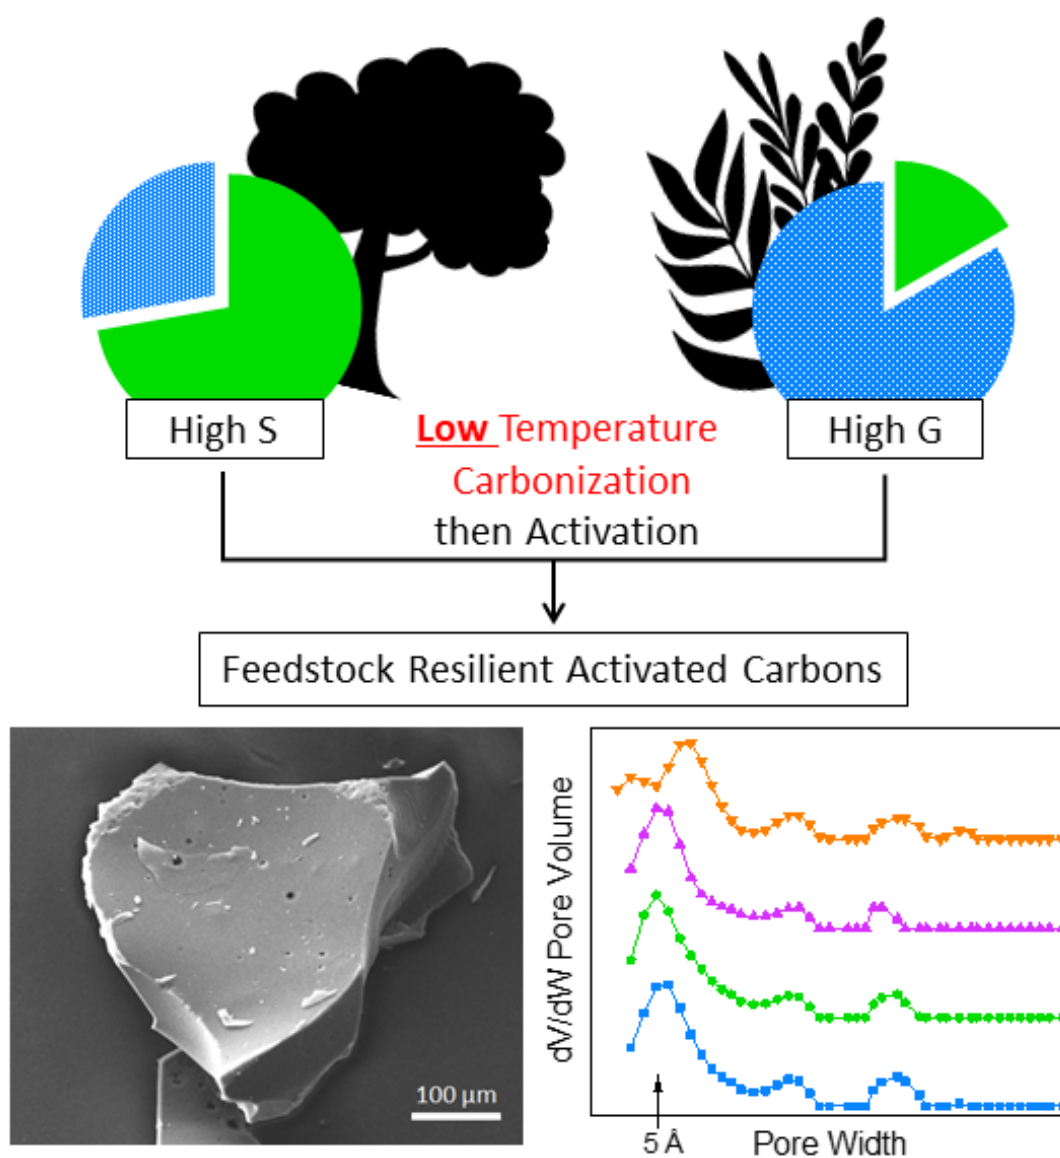 High S
High G
Low Temperature
Carbonization
then Activation
Feedstock Resilient Activated Carbons
100 µm
dV/dW Pore Volume
5 Å
Pore Width